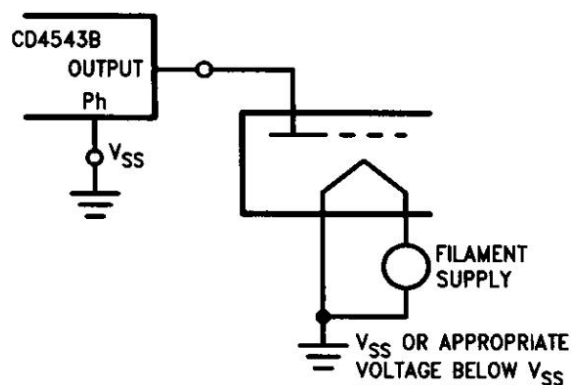 CD4543B
OUTPUT
Ph
VSS
FILAMENT
SUPPLY
VSS OR APPROPRIATE
VOLTAGE BELOW VSS